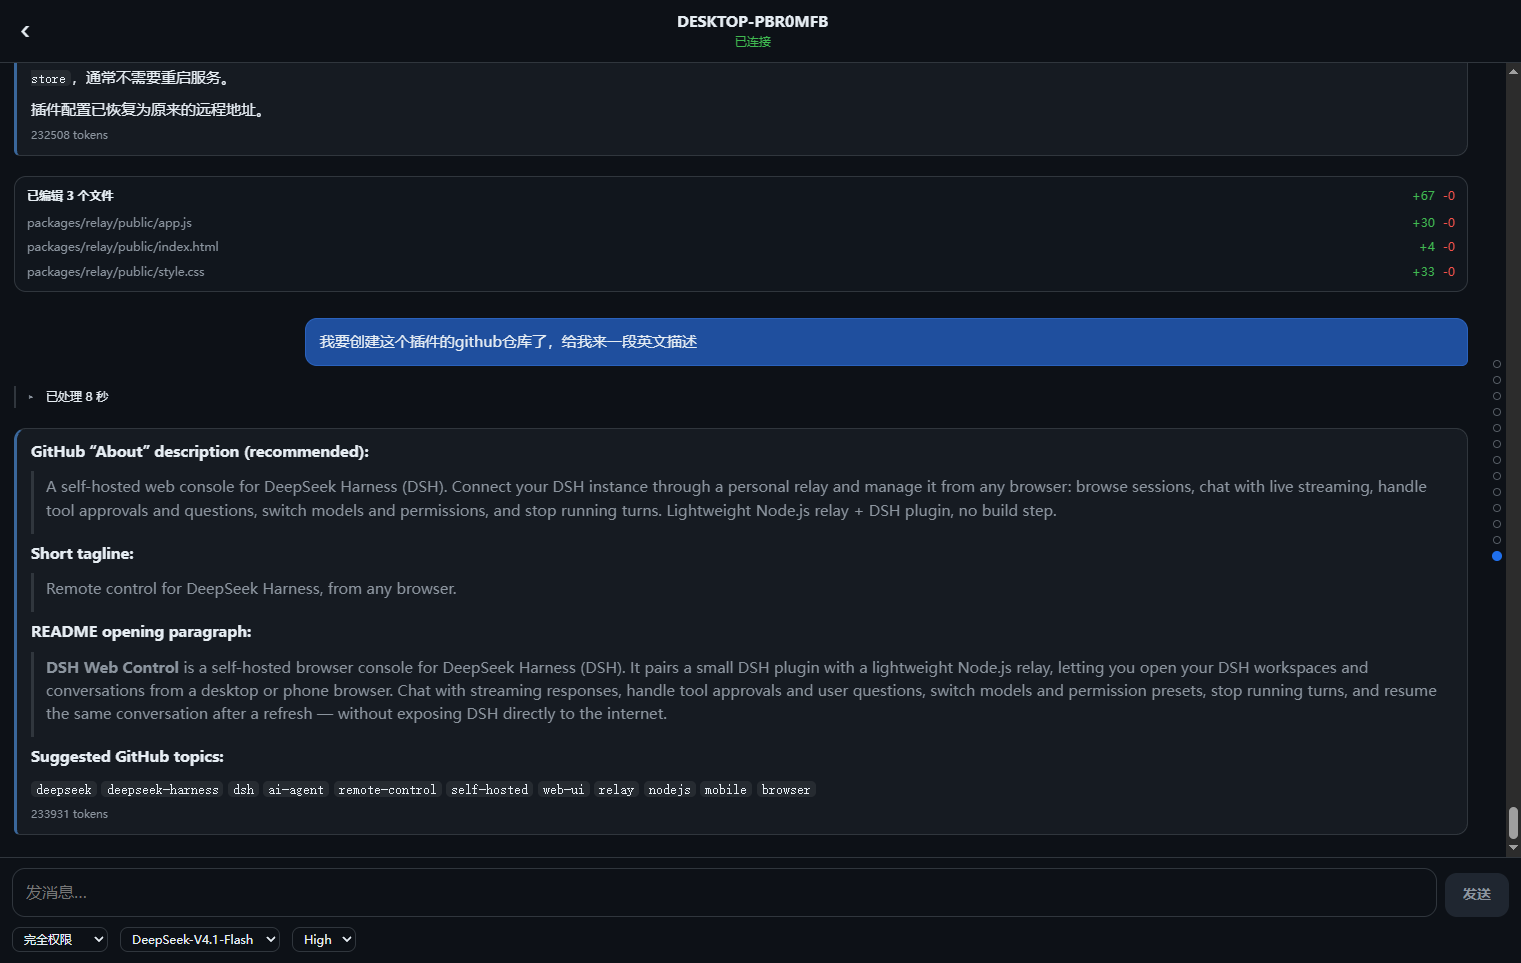 DESKTOP-PBR0MFB
已连接
store，通常不需要重启服务。
插件配置已恢复为原来的远程地址。
232508 tokens
已编辑 3 个文件 +67 -0
packages/relay/public/app.js +30 -0
packages/relay/public/index.html +4 -0
packages/relay/public/style.css +33 -0
我要创建这个插件的github仓库了，给我来一段英文描述
已处理 8 秒
GitHub “About” description (recommended):
A self-hosted web console for DeepSeek Harness (DSH). Connect your DSH instance through a personal relay and manage it from any browser: browse sessions, chat with live streaming, handle
tool approvals and questions, switch models and permissions, and stop running turns. Lightweight Node.js relay + DSH plugin, no build step.
Short tagline:
Remote control for DeepSeek Harness, from any browser.
README opening paragraph:
DSH Web Control is a self-hosted browser console for DeepSeek Harness (DSH). It pairs a small DSH plugin with a lightweight Node.js relay, letting you open your DSH workspaces and
conversations from a desktop or phone browser. Chat with streaming responses, handle tool approvals and user questions, switch models and permission presets, stop running turns, and resume
the same conversation after a refresh — without exposing DSH directly to the internet.
Suggested GitHub topics:
deepseek deepseek-harness dsh ai-agent remote-control self-hosted web-ui relay nodejs mobile browser
233931 tokens
发消息...
发送
完全权限 DeepSeek-V4.1-Flash High